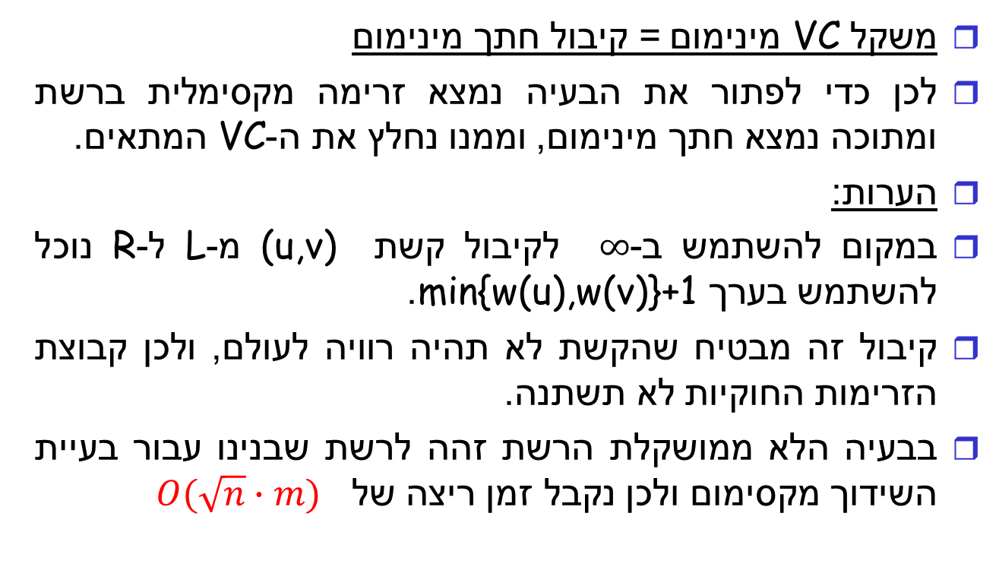 משקל VC מינימום = קיבול חתך מינימום
לכן כדי לפתור את הבעיה נמצא זרימה מקסימלית ברשת
ומתוכה נמצא חתך מינימום, וממנו נחלץ את ה-VC המתאים.
הערות:
במקום להשתמש ב-∞ לקיבול קשת (u,v) מ-L ל-R נוכל
להשתמש בערך min{w(u),w(v)}+1.
קיבול זה מבטיח שהקשת לא תהיה רוויה לעולם, ולכן קבוצת
הזרימות החוקיות לא תשתנה.
בבעיה הלא ממושקלת הרשת זהה לרשת שבנינו עבור בעיית
השידוך מקסימום ולכן נקבל זמן ריצה של O(√n · m)